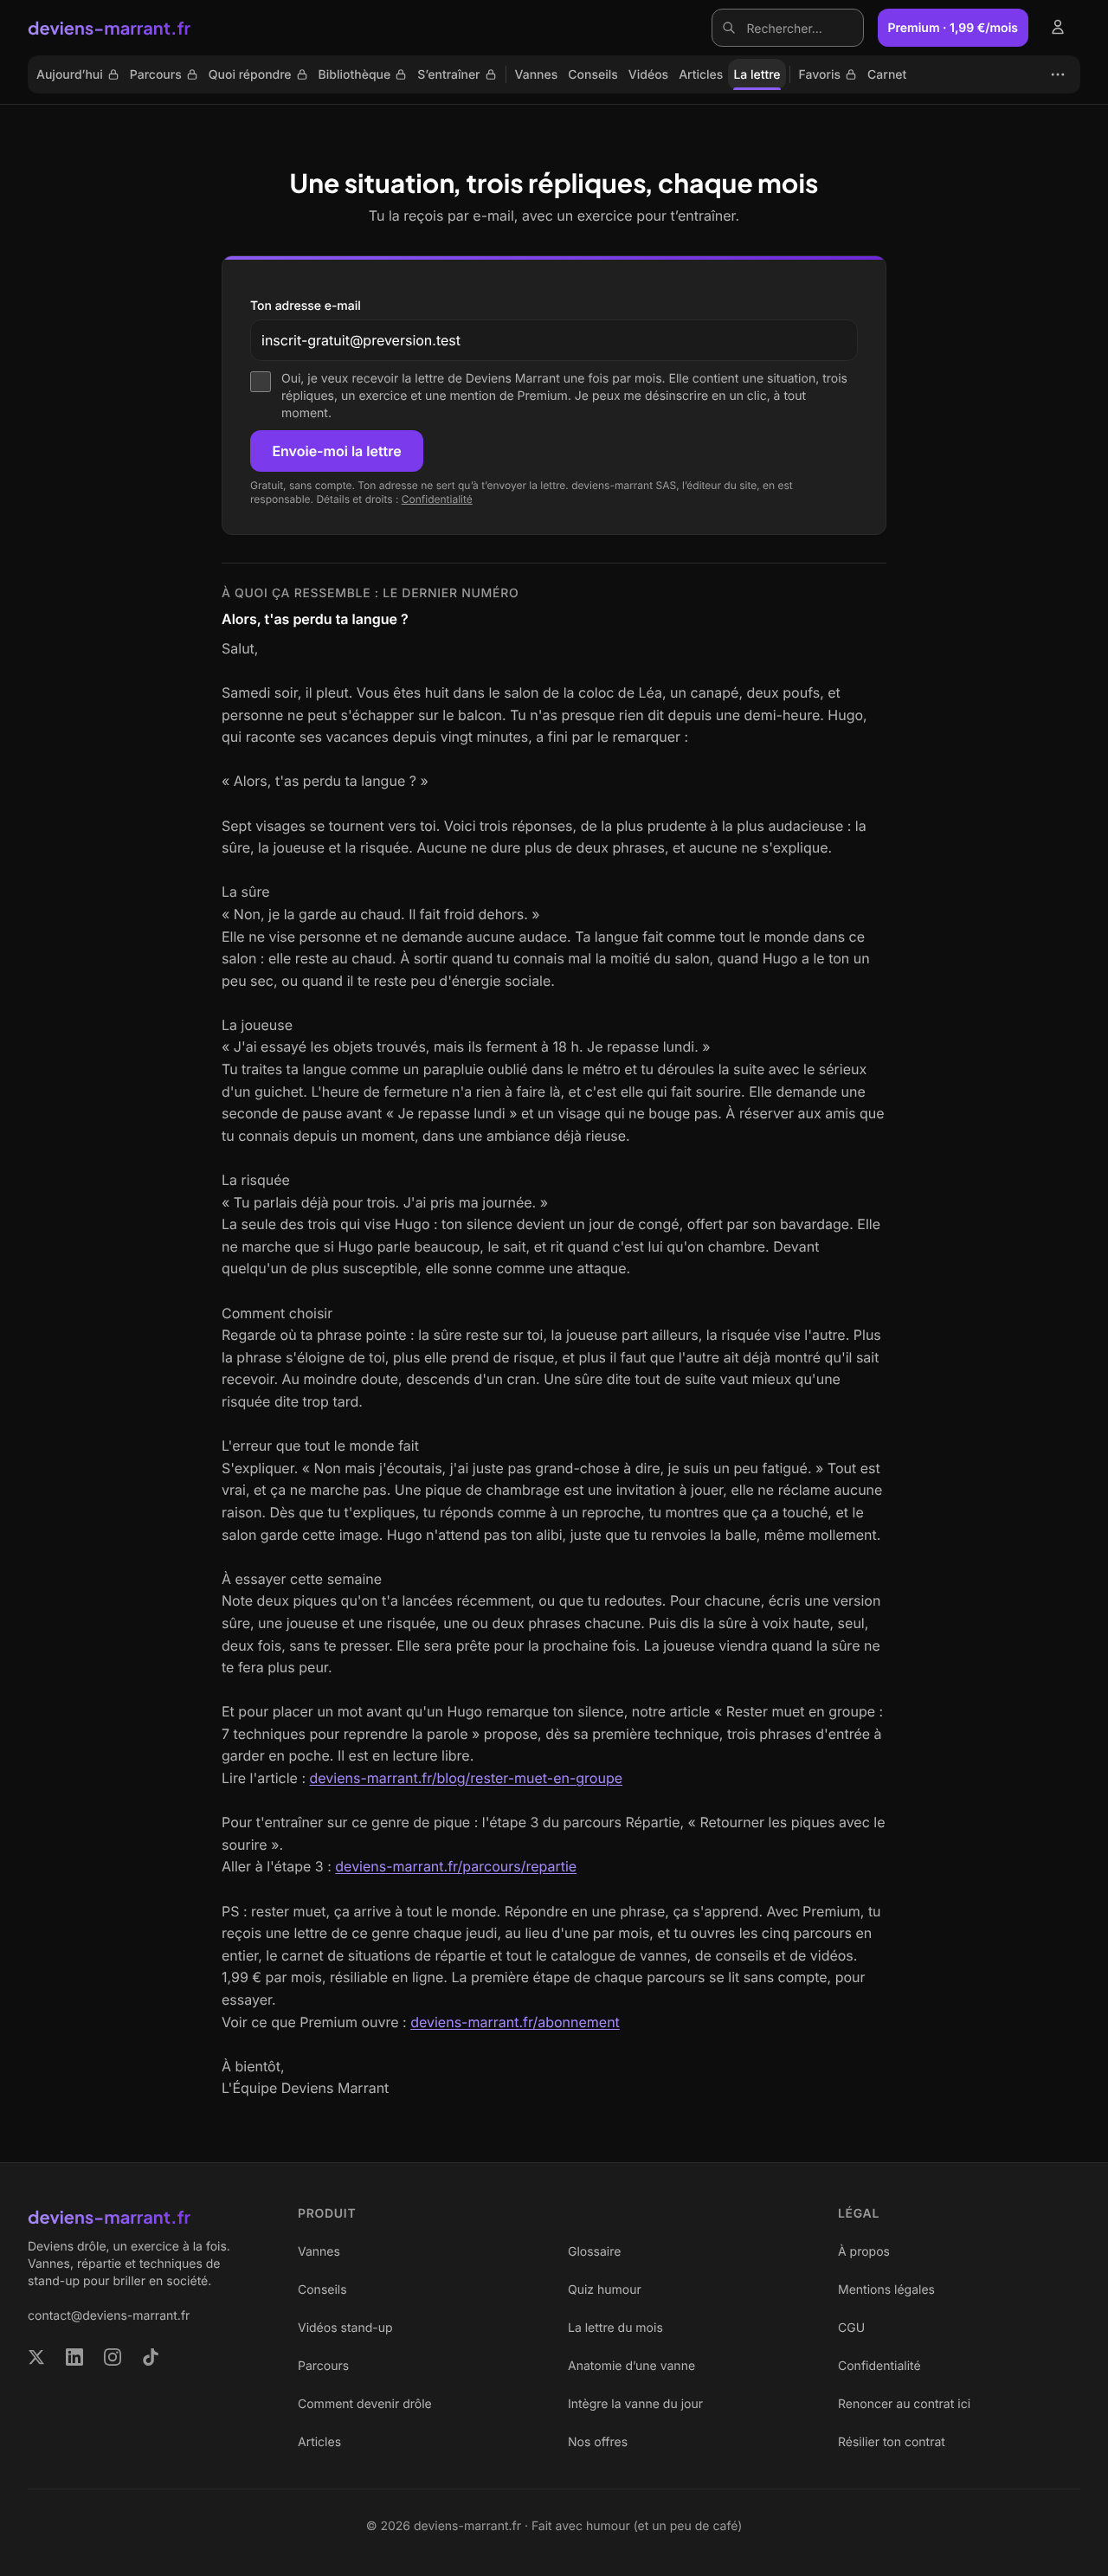 deviens-marrant.fr
Rechercher...
Premium · 1,99 €/mois
Aujourd’hui Parcours Quoi répondre Bibliothèque S’entraîner Vannes Conseils Vidéos Articles La lettre Favoris Carnet
Une situation, trois répliques, chaque mois
Tu la reçois par e-mail, avec un exercice pour t’entraîner.
Ton adresse e-mail
inscrit-gratuit@preversion.test
Oui, je veux recevoir la lettre de Deviens Marrant une fois par mois. Elle contient une situation, trois
répliques, un exercice et une mention de Premium. Je peux me désinscrire en un clic, à tout
moment.
Envoie-moi la lettre
Gratuit, sans compte. Ton adresse ne sert qu’à t’envoyer la lettre. deviens-marrant SAS, l’éditeur du site, en est
responsable. Détails et droits : Confidentialité
À QUOI ÇA RESSEMBLE : LE DERNIER NUMÉRO
Alors, t'as perdu ta langue ?
Salut,
Samedi soir, il pleut. Vous êtes huit dans le salon de la coloc de Léa, un canapé, deux poufs, et
personne ne peut s'échapper sur le balcon. Tu n'as presque rien dit depuis une demi-heure. Hugo,
qui raconte ses vacances depuis vingt minutes, a fini par le remarquer :
« Alors, t'as perdu ta langue ? »
Sept visages se tournent vers toi. Voici trois réponses, de la plus prudente à la plus audacieuse : la
sûre, la joueuse et la risquée. Aucune ne dure plus de deux phrases, et aucune ne s'explique.
La sûre
« Non, je la garde au chaud. Il fait froid dehors. »
Elle ne vise personne et ne demande aucune audace. Ta langue fait comme tout le monde dans ce
salon : elle reste au chaud. À sortir quand tu connais mal la moitié du salon, quand Hugo a le ton un
peu sec, ou quand il te reste peu d'énergie sociale.
La joueuse
« J'ai essayé les objets trouvés, mais ils ferment à 18 h. Je repasse lundi. »
Tu traites ta langue comme un parapluie oublié dans le métro et tu déroules la suite avec le sérieux
d'un guichet. L'heure de fermeture n'a rien à faire là, et c'est elle qui fait sourire. Elle demande une
seconde de pause avant « Je repasse lundi » et un visage qui ne bouge pas. À réserver aux amis que
tu connais depuis un moment, dans une ambiance déjà rieuse.
La risquée
« Tu parlais déjà pour trois. J'ai pris ma journée. »
La seule des trois qui vise Hugo : ton silence devient un jour de congé, offert par son bavardage. Elle
ne marche que si Hugo parle beaucoup, le sait, et rit quand c'est lui qu'on chambre. Devant
quelqu'un de plus susceptible, elle sonne comme une attaque.
Comment choisir
Regarde où ta phrase pointe : la sûre reste sur toi, la joueuse part ailleurs, la risquée vise l'autre. Plus
la phrase s'éloigne de toi, plus elle prend de risque, et plus il faut que l'autre ait déjà montré qu'il sait
recevoir. Au moindre doute, descends d'un cran. Une sûre dite tout de suite vaut mieux qu'une
risquée dite trop tard.
L'erreur que tout le monde fait
S'expliquer. « Non mais j'écoutais, j'ai juste pas grand-chose à dire, je suis un peu fatigué. » Tout est
vrai, et ça ne marche pas. Une pique de chambrage est une invitation à jouer, elle ne réclame aucune
raison. Dès que tu t'expliques, tu réponds comme à un reproche, tu montres que ça a touché, et le
salon garde cette image. Hugo n'attend pas ton alibi, juste que tu renvoies la balle, même mollement.
À essayer cette semaine
Note deux piques qu'on t'a lancées récemment, ou que tu redoutes. Pour chacune, écris une version
sûre, une joueuse et une risquée, une ou deux phrases chacune. Puis dis la sûre à voix haute, seul,
deux fois, sans te presser. Elle sera prête pour la prochaine fois. La joueuse viendra quand la sûre ne
te fera plus peur.
Et pour placer un mot avant qu'un Hugo remarque ton silence, notre article « Rester muet en groupe :
7 techniques pour reprendre la parole » propose, dès sa première technique, trois phrases d'entrée à
garder en poche. Il est en lecture libre.
Lire l'article : deviens-marrant.fr/blog/rester-muet-en-groupe
Pour t'entraîner sur ce genre de pique : l'étape 3 du parcours Répartie, « Retourner les piques avec le
sourire ».
Aller à l'étape 3 : deviens-marrant.fr/parcours/repartie
PS : rester muet, ça arrive à tout le monde. Répondre en une phrase, ça s'apprend. Avec Premium, tu
reçois une lettre de ce genre chaque jeudi, au lieu d'une par mois, et tu ouvres les cinq parcours en
entier, le carnet de situations de répartie et tout le catalogue de vannes, de conseils et de vidéos.
1,99 € par mois, résiliable en ligne. La première étape de chaque parcours se lit sans compte, pour
essayer.
Voir ce que Premium ouvre : deviens-marrant.fr/abonnement
À bientôt,
L'Équipe Deviens Marrant
deviens-marrant.fr
Deviens drôle, un exercice à la fois.
Vannes, répartie et techniques de
stand-up pour briller en société.
contact@deviens-marrant.fr
PRODUIT
Vannes
Conseils
Vidéos stand-up
Parcours
Comment devenir drôle
Articles
Glossaire
Quiz humour
La lettre du mois
Anatomie d’une vanne
Intègre la vanne du jour
Nos offres
LÉGAL
À propos
Mentions légales
CGU
Confidentialité
Renoncer au contrat ici
Résilier ton contrat
© 2026 deviens-marrant.fr · Fait avec humour (et un peu de café)